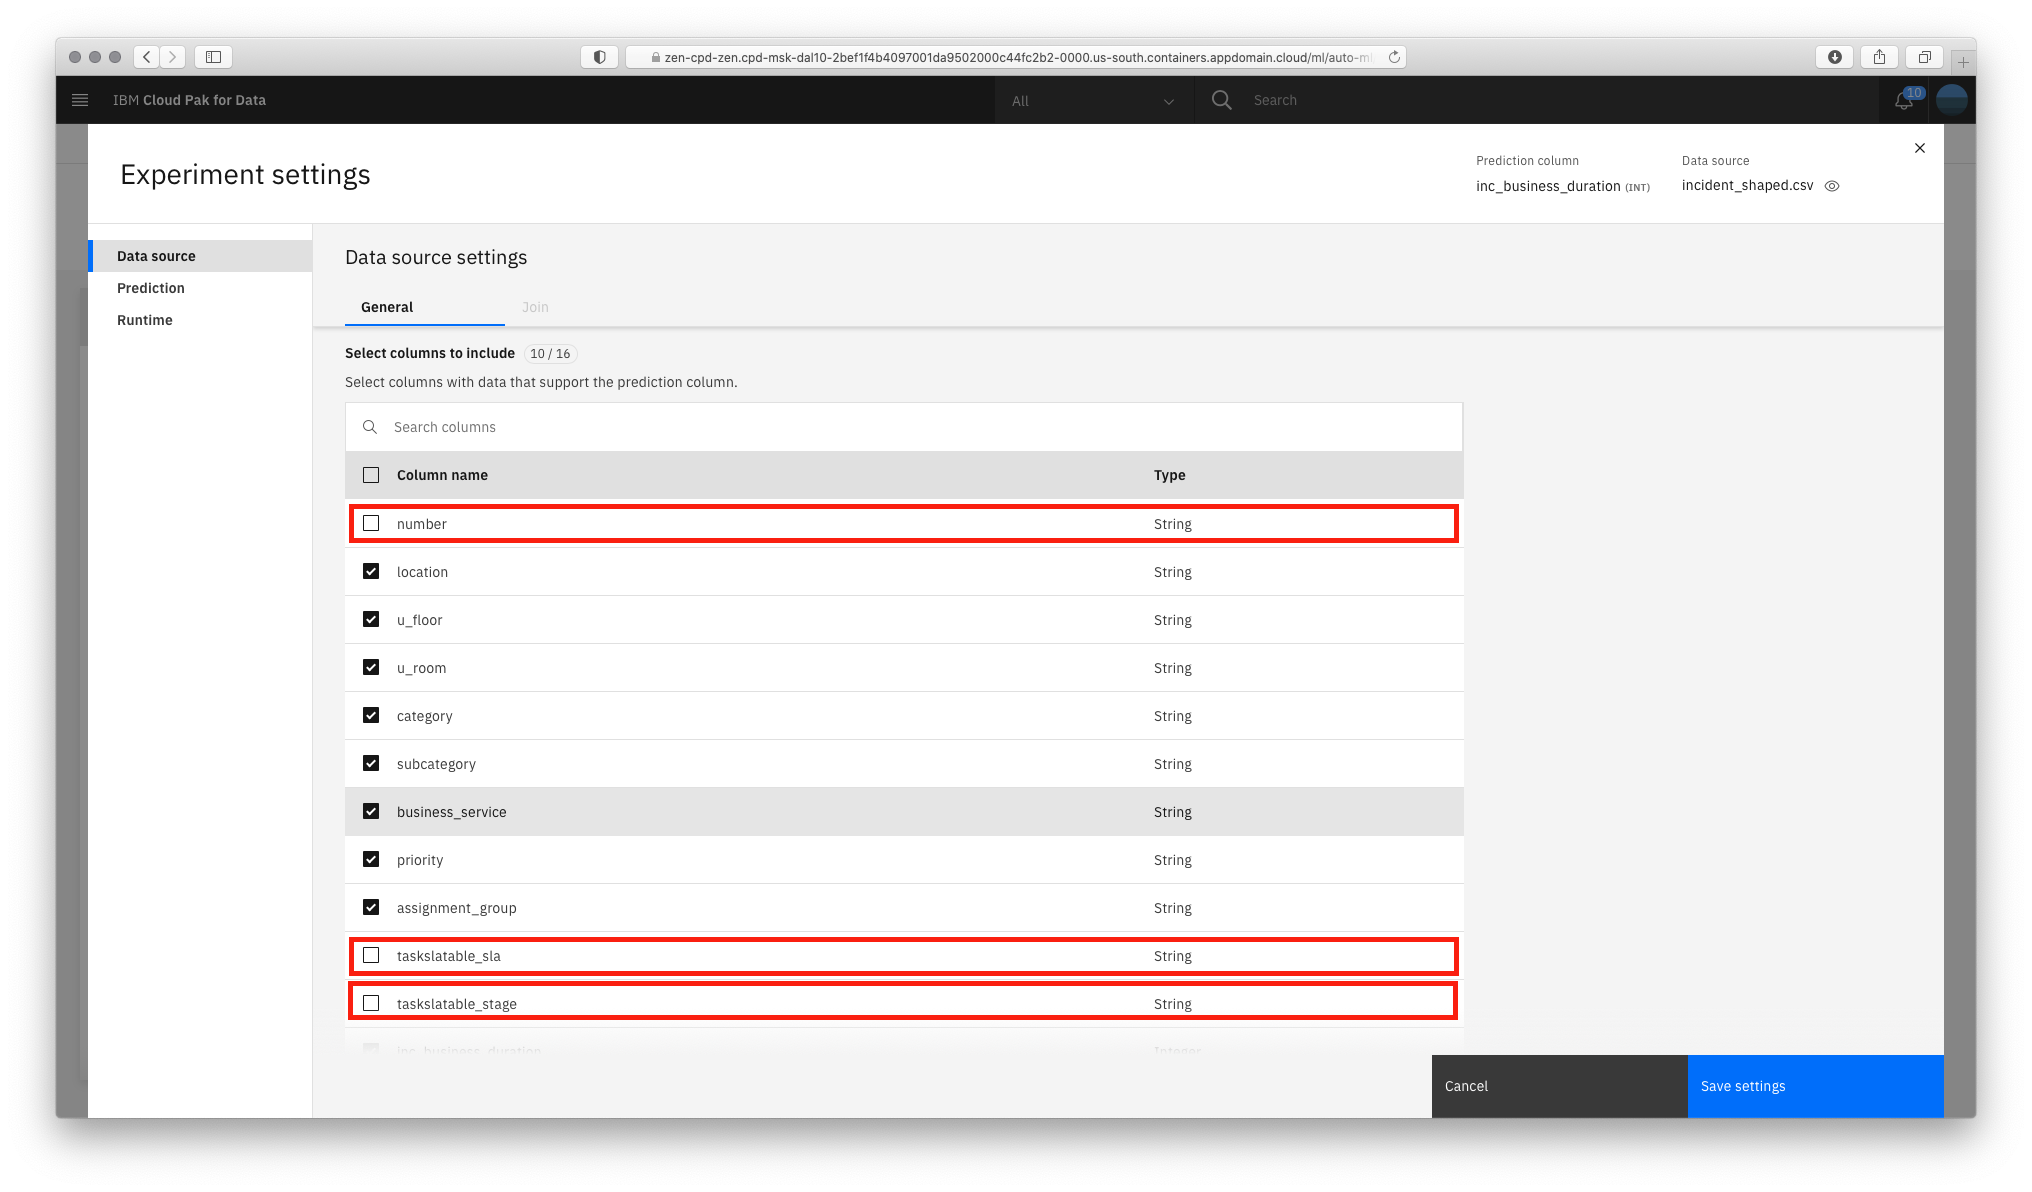 zen-cpd-zen.cpd-msk-dal10-2bef1f4b4097001da9502000c44fc2b2-0000.us-south.containers.appdomain.cloud/ml/auto-ml
IBM Cloud Pak for Data
All
Search
10
Experiment settings
Prediction column
Data source
inc_business_duration (INT)
incident_shaped.csv
Data source
Prediction
Runtime
Data source settings
General
Join
Select columns to include 10 / 16
Select columns with data that support the prediction column.
Search columns
Column name Type
number String
location String
u_floor String
u_room String
category String
subcategory String
business_service String
priority String
assignment_group String
taskslatable_sla String
taskslatable_stage String
inc_business_duration Integer
Cancel
Save settings